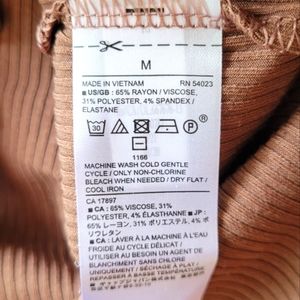 M
MADE IN VIETNAM RN 54023
■ US/GB : 65% RAYON / VISCOSE,
31% POLYESTER, 4% SPANDEX /
ELASTANE
30
1166
MACHINE WASH COLD GENTLE
CYCLE / ONLY NON-CHLORINE
BLEACH WHEN NEEDED / DRY FLAT /
COOL IRON
CA 17897
■ CA : 65% VISCOSE, 31%
POLYESTER, 4% ÉLASTHANNE ■ JP :
65% レーヨン, 31% ポリエステル, 4% ポ
リウレタン
■ CA : LAVAGE À LA MACHINE À L'EAU
FROIDE AU CYCLE DÉLICAT /
UTILISER AU BESOIN UN AGENT DE
BLANCHIMENT SANS CHLORE
UNIQUEMENT / SÉCHAGE À PLAT /
REPASSAGE À BASSE TEMPÉRATURE